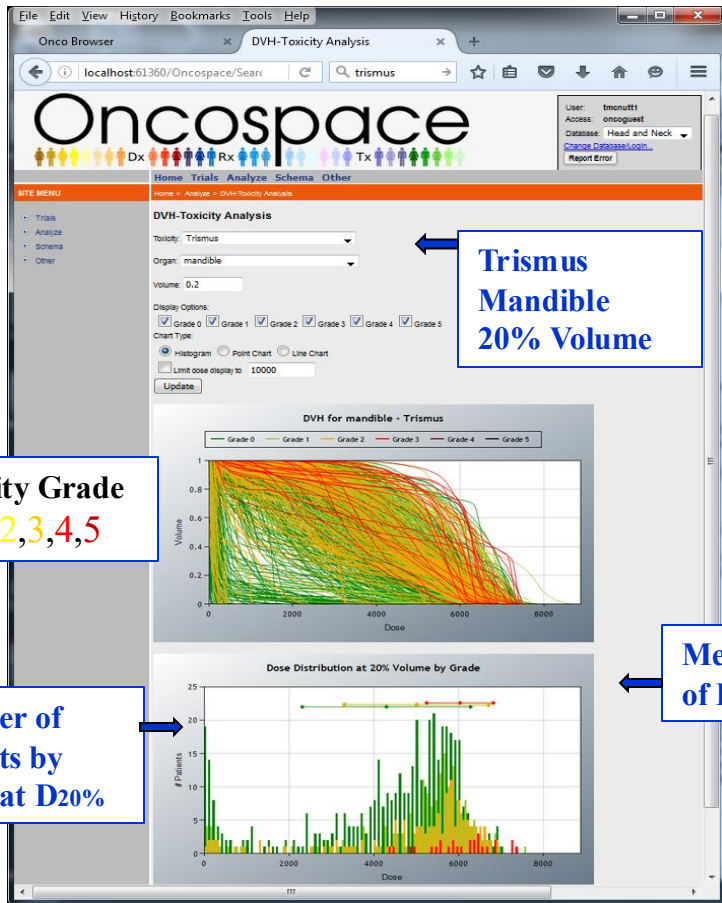 File Edit View History Bookmarks Tools Help
Onco Browser × DVH-Toxicity Analysis × +
localhost:61360/Oncospace/Searc C trismus
Oncospace
Dx Rx Tx
User: tmcnutt1
Access: oncoguest
Database: Head and Neck
Change Database/Login...
Report Error
Home Trials Analyze Schema Other
SITE MENU
Home > Analyze > DVH-Toxicity Analysis
Trials
Analyze
Schema
Other
DVH-Toxicity Analysis
Toxicity: Trismus
Organ: mandible
Volume: 0.2
Display Options:
Grade 0 Grade 1 Grade 2 Grade 3 Grade 4 Grade 5
Chart Type:
Histogram Point Chart Line Chart
Limit dose display to 10000
Update
Trismus
Mandible
20% Volume
DVH for mandible - Trismus
Grade 0 Grade 1 Grade 2 Grade 3 Grade 4 Grade 5
1
0.8
0.6
0.4
0.2
0
Volume
0 2000 4000 6000 8000
Dose
ity Grade
2,3,4,5
Dose Distribution at 20% Volume by Grade
25
20
15
10
5
0
# Patients
0 2000 4000 6000 8000
Dose
Me
of
er of
ts by
at D20%